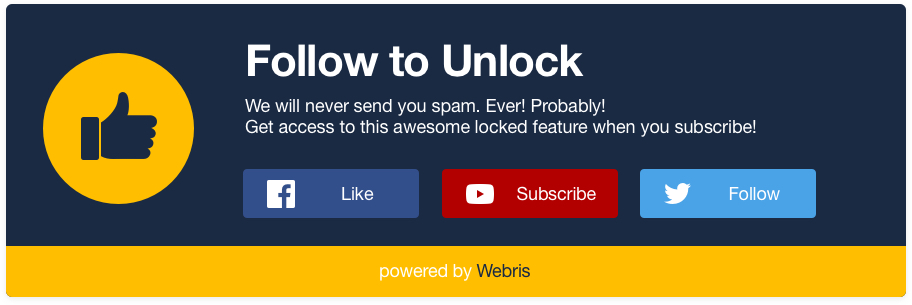 Follow to Unlock
We will never send you spam. Ever! Probably!
Get access to this awesome locked feature when you subscribe!
Like
Subscribe
Follow
powered by Webris